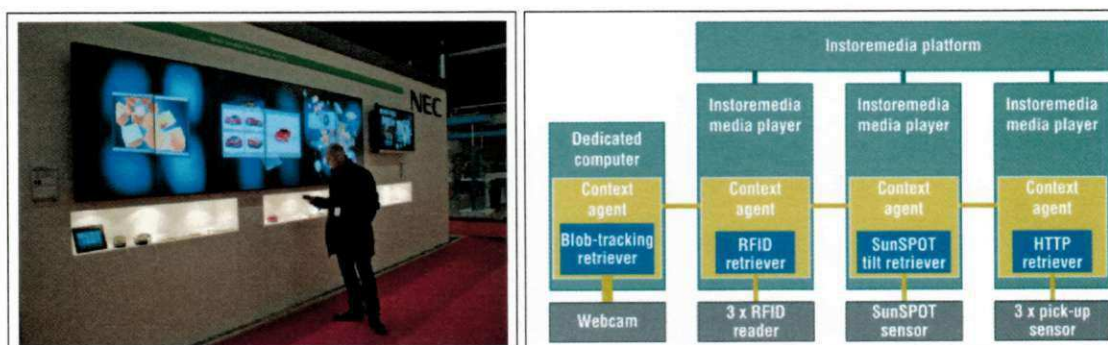 NEC
Instoremedia platform
Instoremedia
media player
Instoremedia
media player
Instoremedia
media player
Dedicated
computer
Context
agent
Context
agent
Context
agent
Context
agent
Blob-tracking
retriever
RFID
retriever
SunSPOT
tilt retriever
HTTP
retriever
Webcam
3 x RFID
reader
SunSPOT
sensor
3 x pick-up
sensor